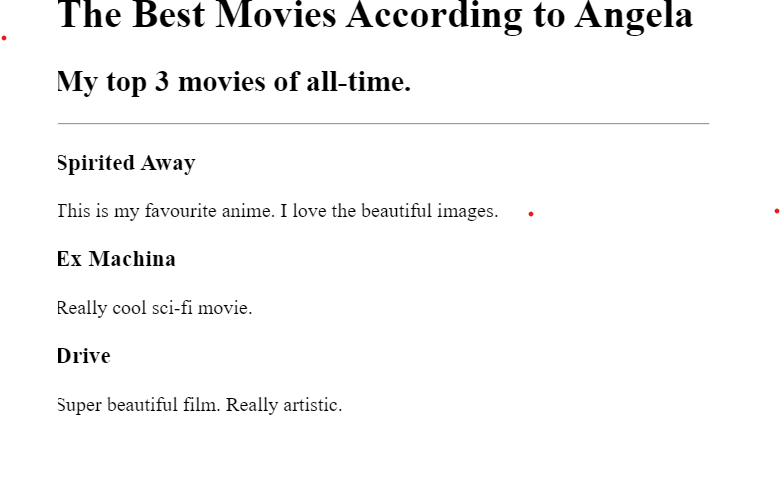 The Best Movies According to Angela
My top 3 movies of all-time.
Spirited Away
This is my favourite anime. I love the beautiful images.
Ex Machina
Really cool sci-fi movie.
Drive
Super beautiful film. Really artistic.